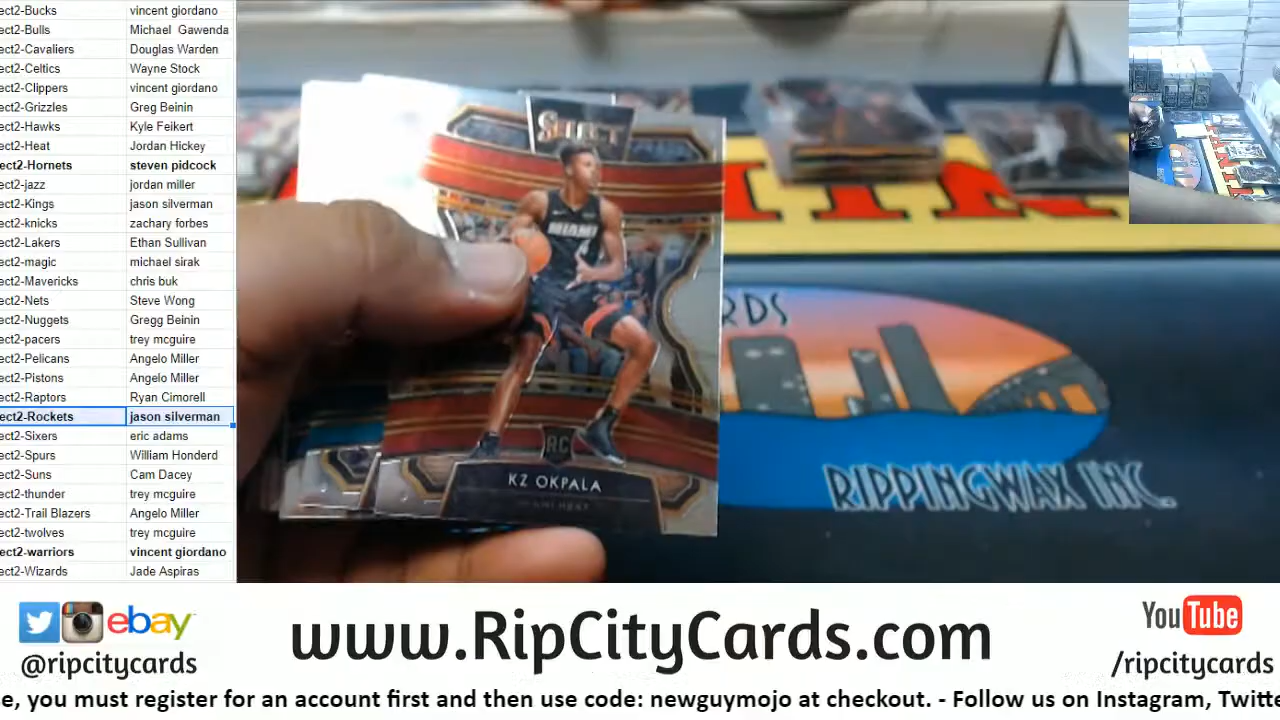 ect2-Bucks vincent giordano
ect2-Bulls Michael Gawenda
ect2-Cavaliers Douglas Warden
ect2-Celtics Wayne Stock
ect2-Clippers vincent giordano
ect2-Grizzles Greg Beinin
ect2-Hawks Kyle Feikert
ect2-Heat Jordan Hickey
ect2-Hornets steven pidcock
ect2-jazz jordan miller
ect2-Kings jason silverman
ect2-knicks zachary forbes
ect2-Lakers Ethan Sullivan
ect2-magic michael sirak
ect2-Mavericks chris buk
ect2-Nets Steve Wong
ect2-Nuggets Gregg Beinin
ect2-pacers trey mcguire
ect2-Pelicans Angelo Miller
ect2-Pistons Angelo Miller
ect2-Raptors Ryan Cimorell
ect2-Rockets jason silverman
ect2-Sixers eric adams
ect2-Spurs William Honderd
ect2-Suns Cam Dacey
ect2-thunder trey mcguire
ect2-Trail Blazers Angelo Miller
ect2-twolves trey mcguire
ect2-warriors vincent giordano
ect2-Wizards Jade Aspiras
SELECT
MIAMI
RC
KZ OKPALA
MIAMI HEAT
RDS
RIPPINGWAX INC.
ebay
@ripcitycards
www.RipCityCards.com
YouTube
/ripcitycards
e, you must register for an account first and then use code: newguymojo at checkout. - Follow us on Instagram, Twitte